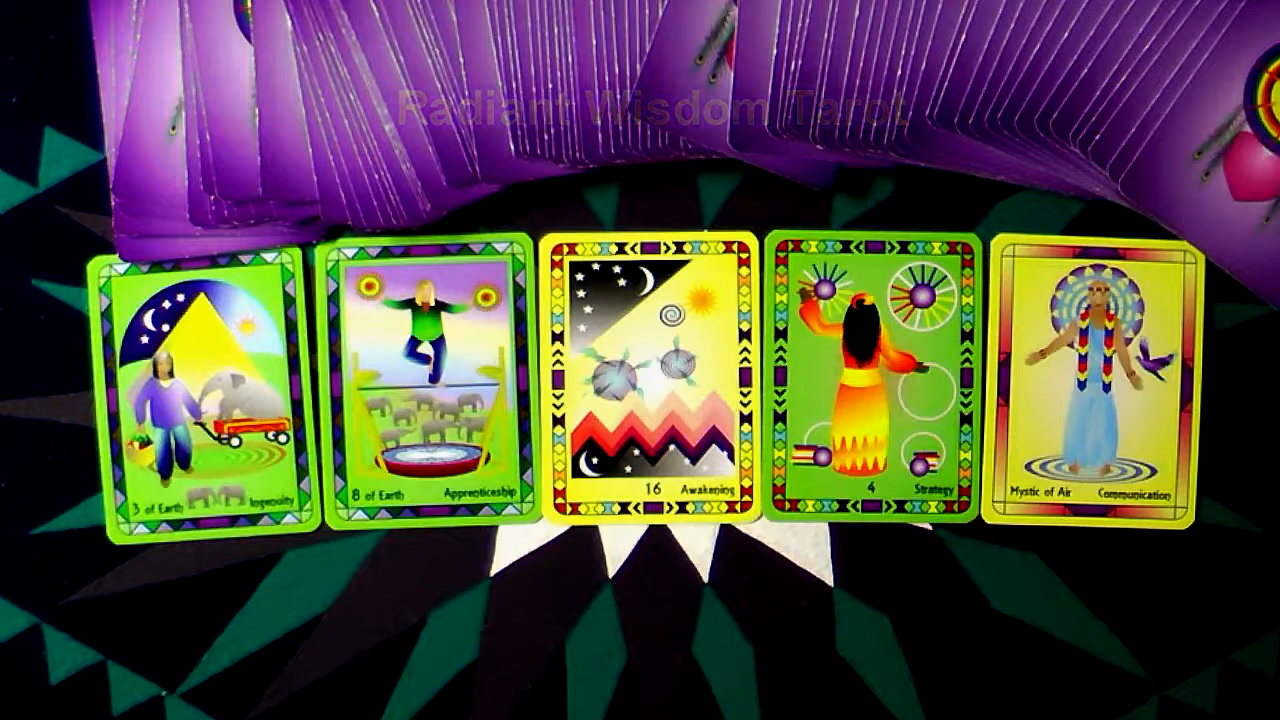 Radiant Wisdom Tarot
3 of Earth Ingenuity
8 of Earth Apprenticeship
16 Awakening
4 Strategy
Mystic of Air Communication